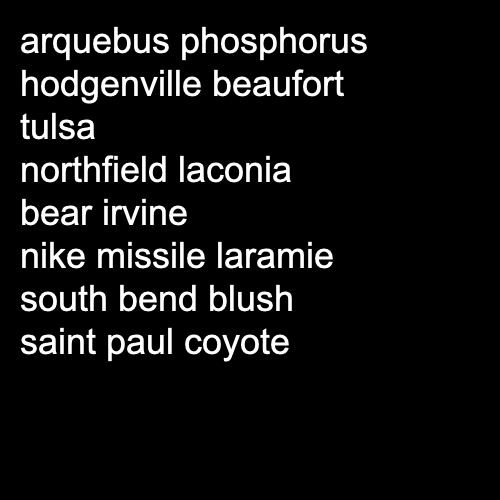 arquebus phosphorus
hodgenville beaufort
tulsa
northfield laconia
bear irvine
nike missile laramie
south bend blush
saint paul coyote